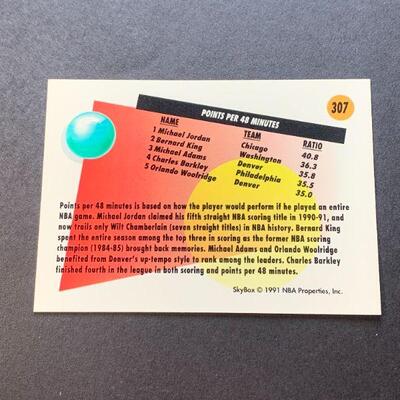 307
POINTS PER 48 MINUTES
NAME TEAM RATIO
1 Michael Jordan Chicago 40.8
2 Bernard King Washington 36.3
3 Michael Adams Denver 35.8
4 Charles Barkley Philadelphia 35.5
5 Orlando Woolridge Denver 35.0
Points per 48 minutes is based on how the player would perform if he played an entire
NBA game. Michael Jordan claimed his fifth straight NBA scoring title in 1990-91, and
now trails only Wilt Chamberlain (seven straight titles) in NBA history. Bernard King
spent the entire season among the top three in scoring as the former NBA scoring
champion (1984-85) brought back memories. Michael Adams and Orlando Woolridge
benefited from Denver's up-tempo style to rank among the leaders. Charles Barkley
finished fourth in the league in both scoring and points per 48 minutes.
SkyBox © 1991 NBA Properties, Inc.